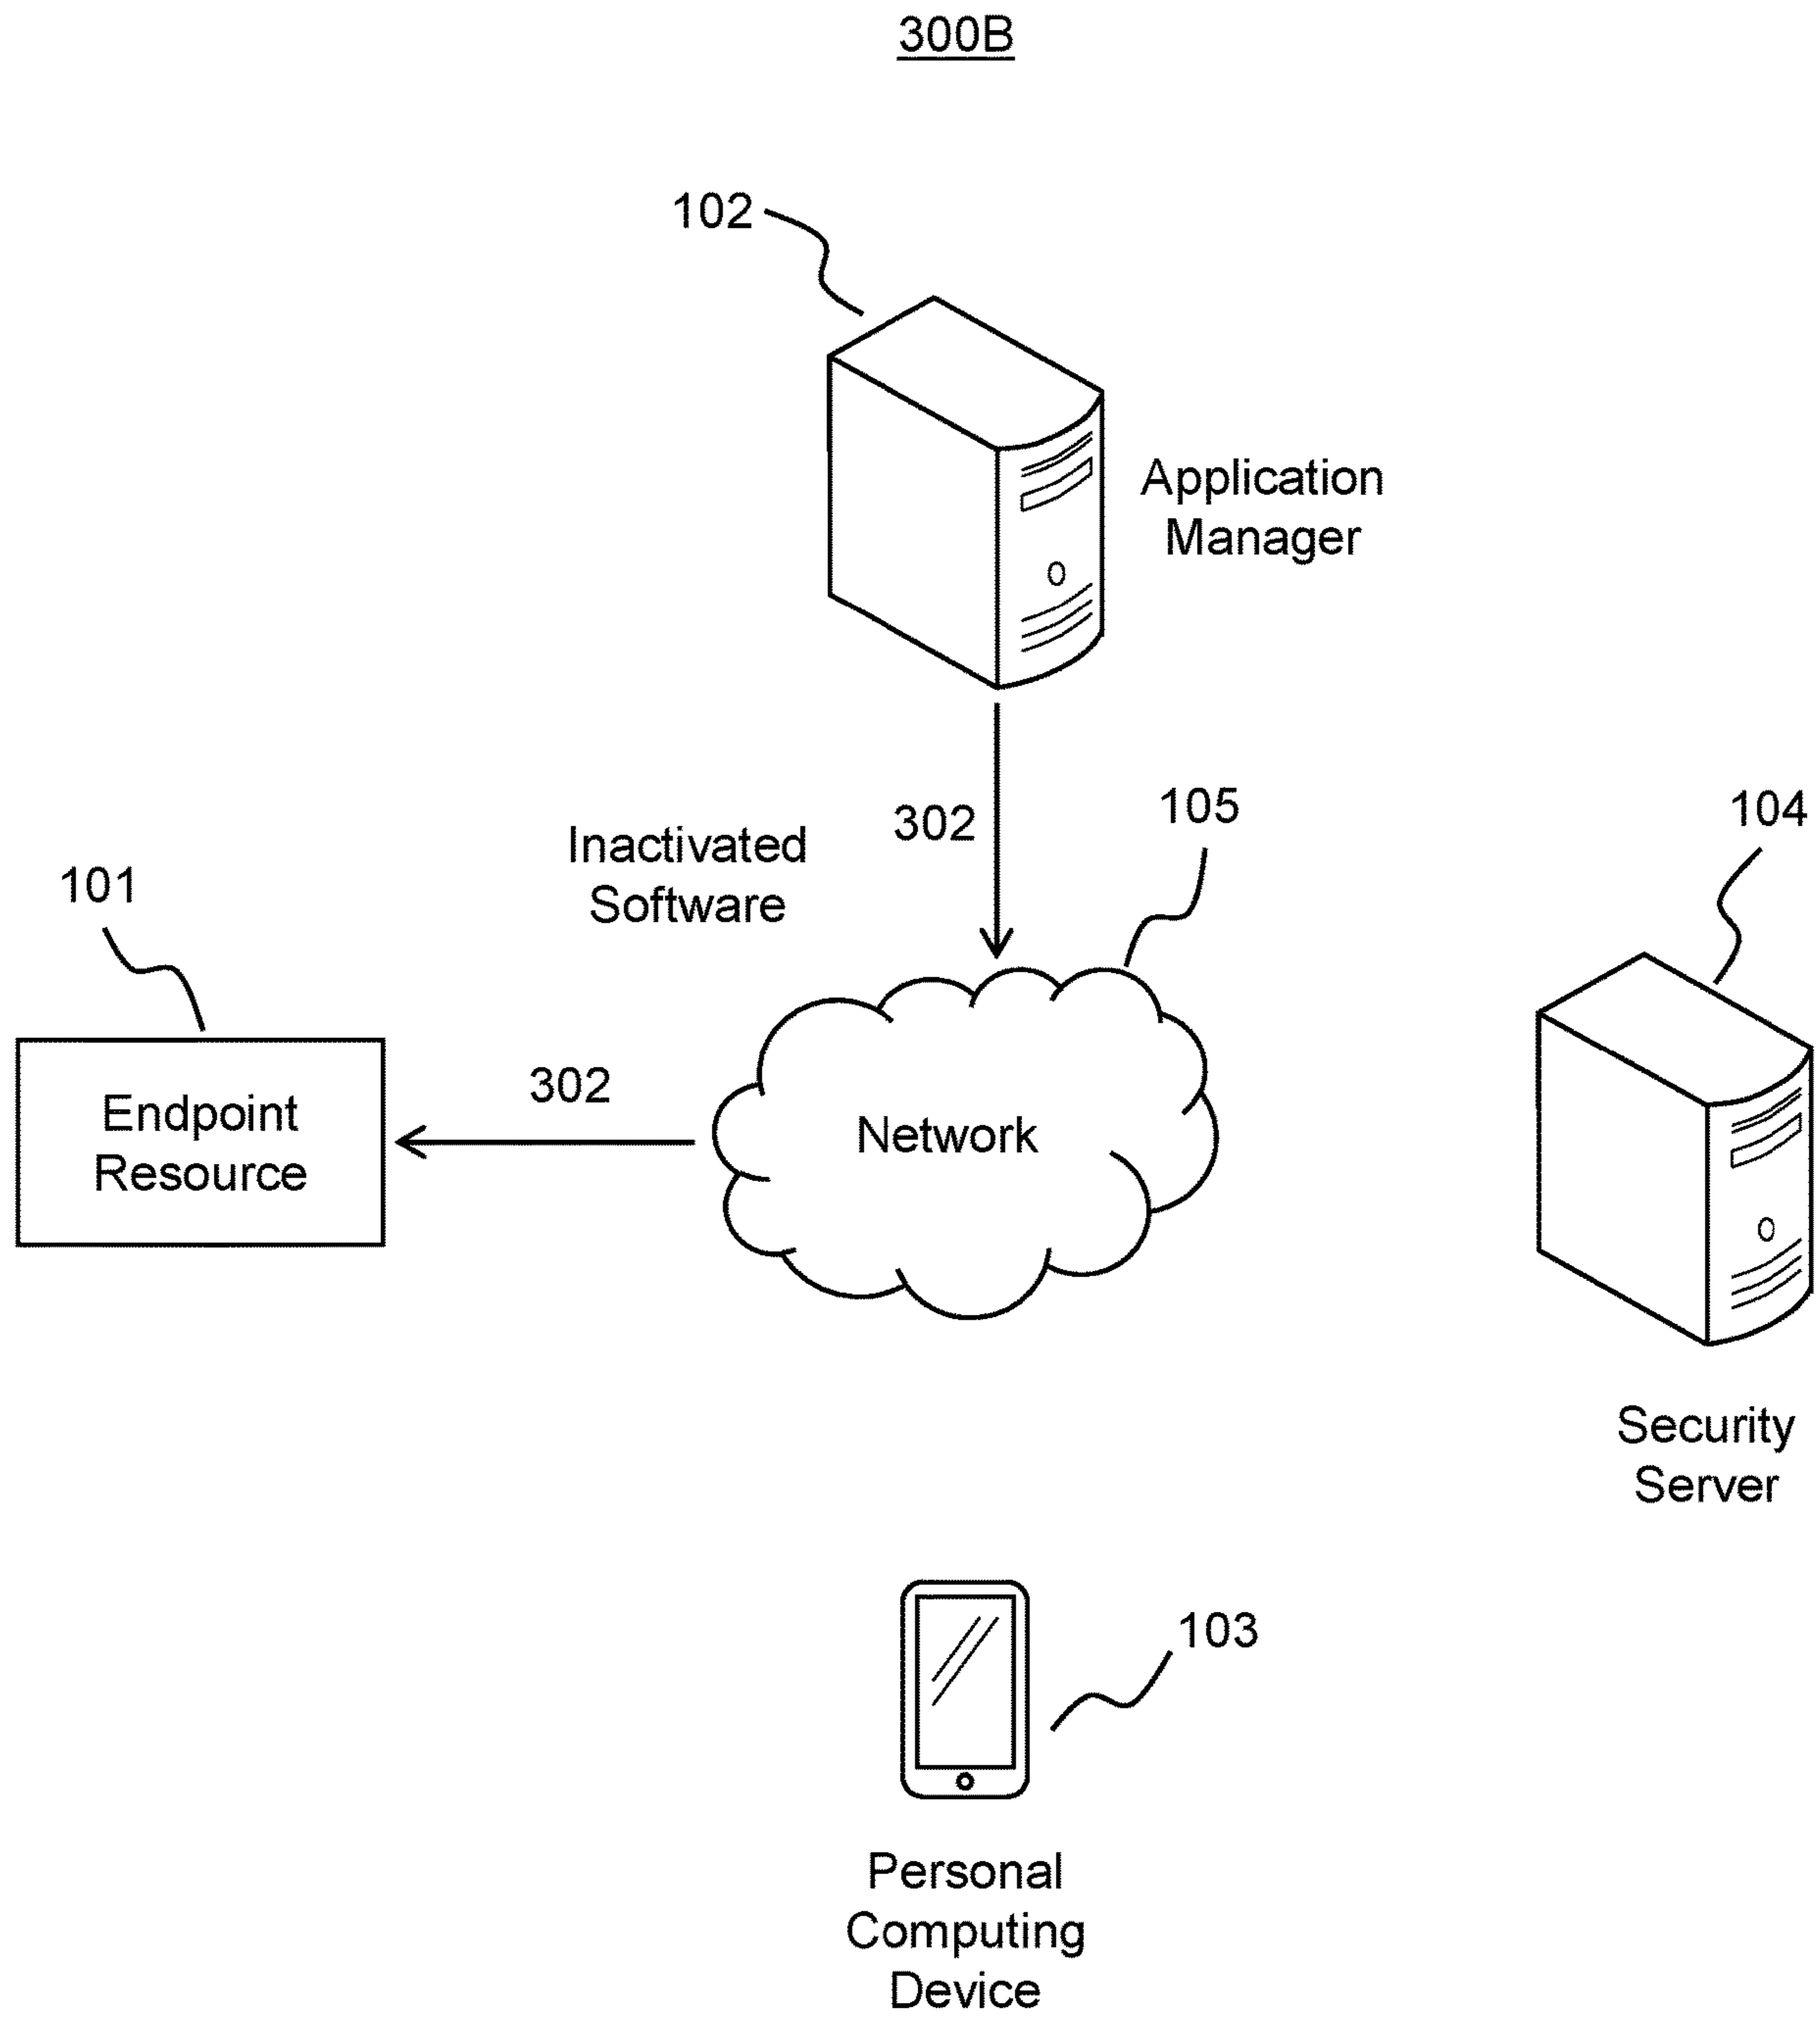 300B
102
Application
Manager
302
105
104
Inactivated
Software
101
302
Endpoint
Resource
Network
Security
Server
103
Personal
Computing
Device